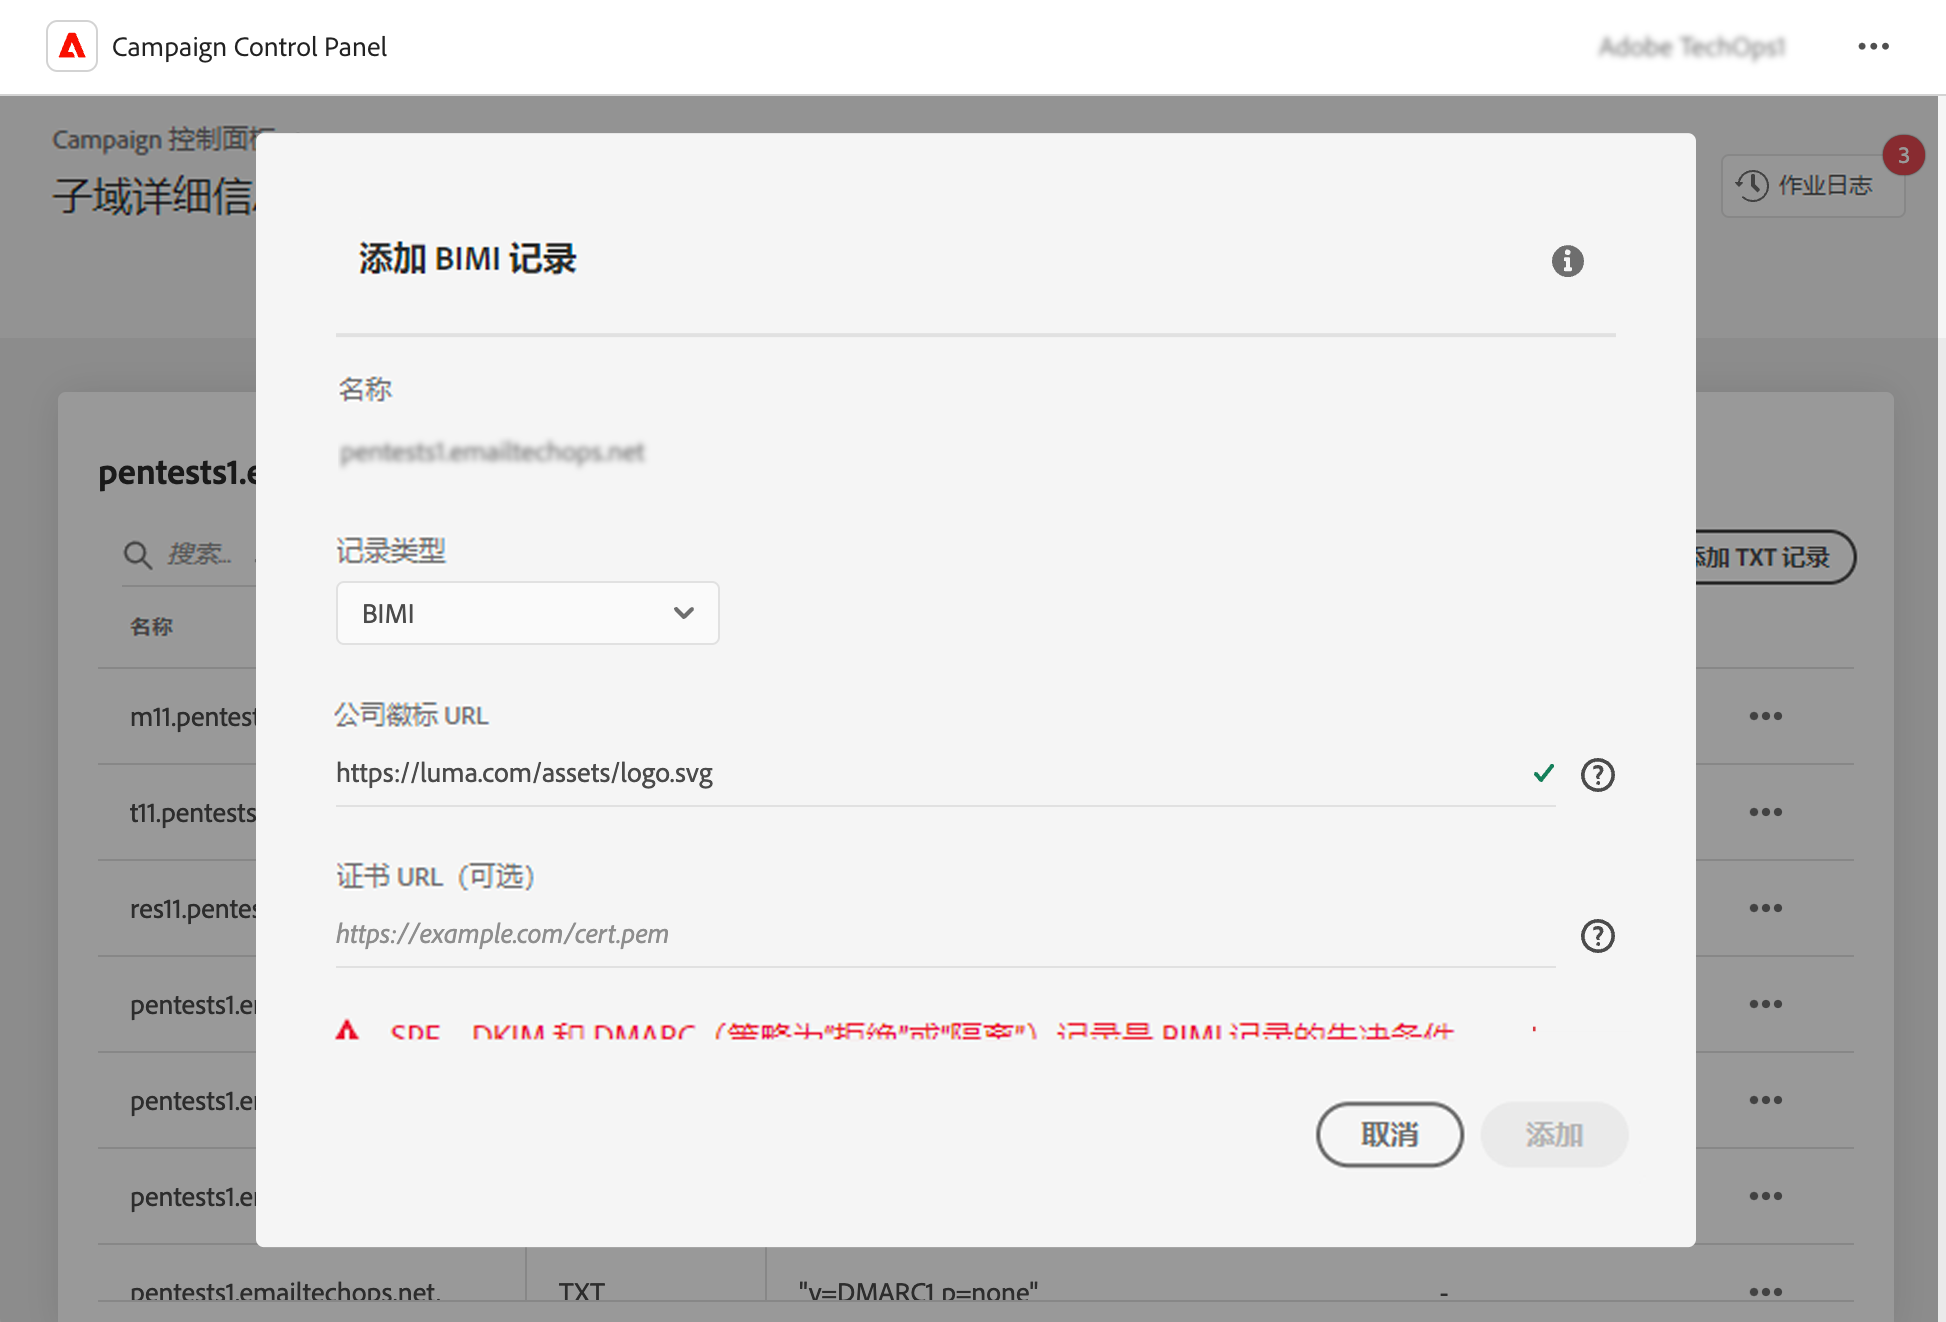 Campaign Control Panel
Adobe TechOps1
Campaign 控制面板
子域详细信
3
作业日志
添加 BIMI 记录
名称
pentests1.emailtechops.net
pentests1.e
搜索...
添加 TXT 记录
名称
记录类型
BIMI
m11.pentest
公司徽标 URL
https://luma.com/assets/logo.svg
t11.pentests
证书 URL（可选）
https://example.com/cert.pem
res11.pentes
pentests1.e
SPF、DKIM 和 DMARC（策略为“拒绝”或“隔离”）记录是 BIMI 记录的先决条件
pentests1.e
取消
添加
pentests1.e
pentests1.emailtechops.net.
TXT
"v=DMARC1 p=none"
-